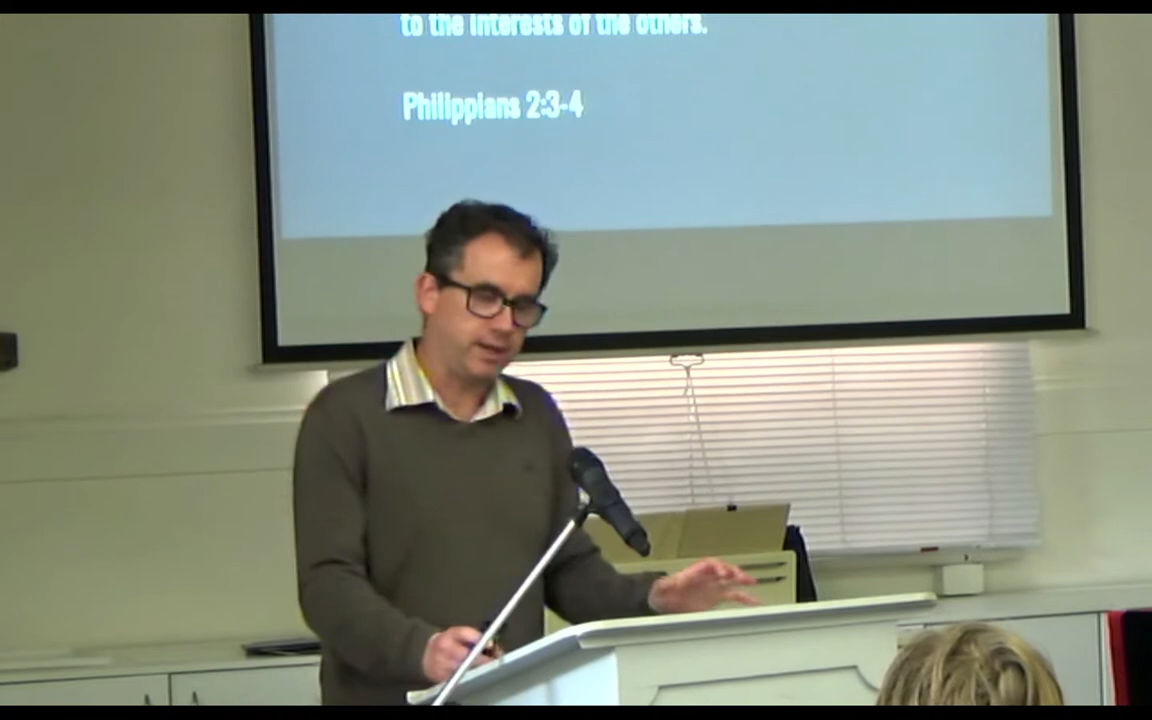 to the interests of the others.
Philippians 2:3-4